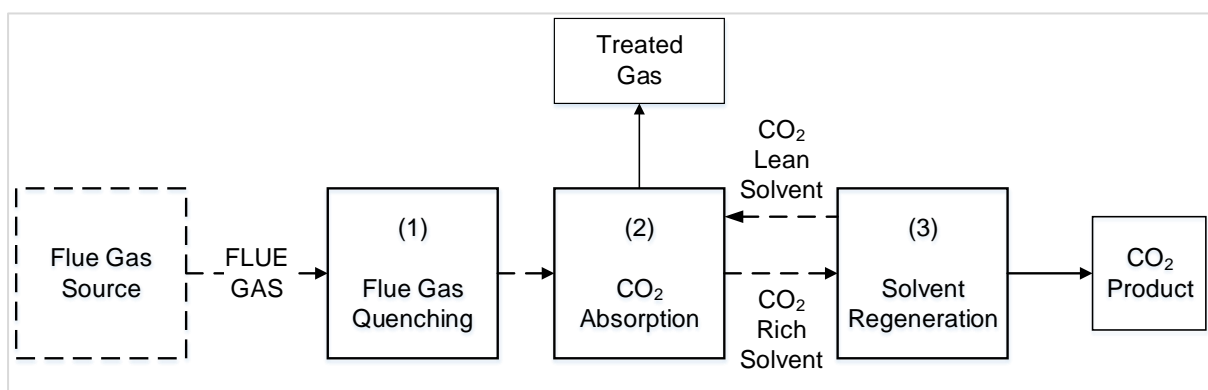 Treated
Gas
CO₂
Lean
Solvent
Flue Gas
Source
FLUE
GAS
(1)
Flue Gas
Quenching
(2)
CO₂
Absorption
CO₂
Rich
Solvent
(3)
Solvent
Regeneration
CO₂
Product